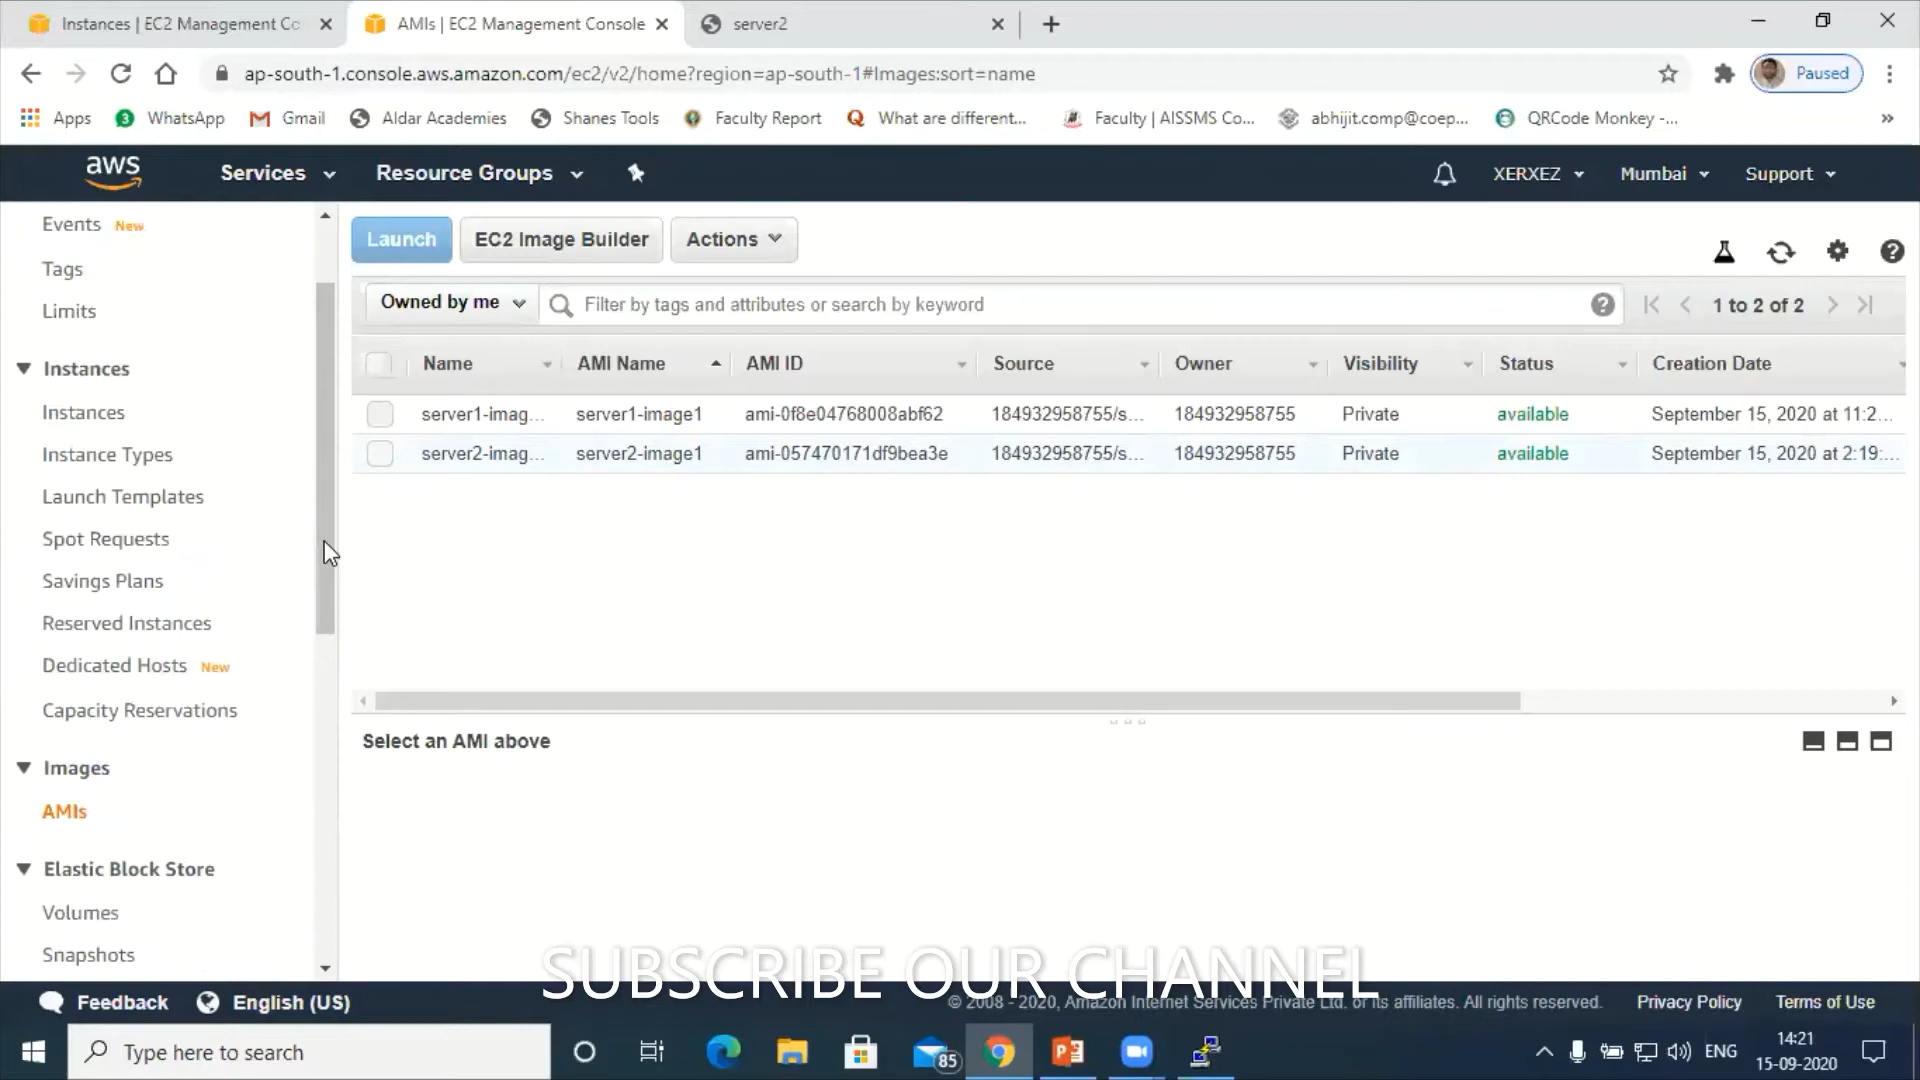 Instances | EC2 Management Co
AMIs | EC2 Management Console
server2
ap-south-1.console.aws.amazon.com/ec2/v2/home?region=ap-south-1#Images:sort=name
Paused
Apps
3
WhatsApp
Gmail
Aldar Academies
Shanes Tools
Faculty Report
What are different...
Faculty | AISSMS Co...
abhijit.comp@coep...
QRCode Monkey -...
»
aws
Services
Resource Groups
XERXEZ
Mumbai
Support
Events New
Tags
Limits
Instances
Instances
Instance Types
Launch Templates
Spot Requests
Savings Plans
Reserved Instances
Dedicated Hosts New
Capacity Reservations
Images
AMIs
Elastic Block Store
Volumes
Snapshots
Launch
EC2 Image Builder
Actions
Owned by me
Filter by tags and attributes or search by keyword
1 to 2 of 2
Name AMI Name AMI ID Source Owner Visibility Status Creation Date
server1-imag... server1-image1 ami-0f8e04768008abf62 184932958755/s... 184932958755 Private available September 15, 2020 at 11:2...
server2-imag... server2-image1 ami-057470171df9bea3e 184932958755/s... 184932958755 Private available September 15, 2020 at 2:19:...
Select an AMI above
SUBSCRIBE OUR CHANNEL
Feedback
English (US)
© 2008 - 2020, Amazon Internet Services Private Ltd. or its affiliates. All rights reserved.
Privacy Policy
Terms of Use
Type here to search
85
ENG
14:21
15-09-2020